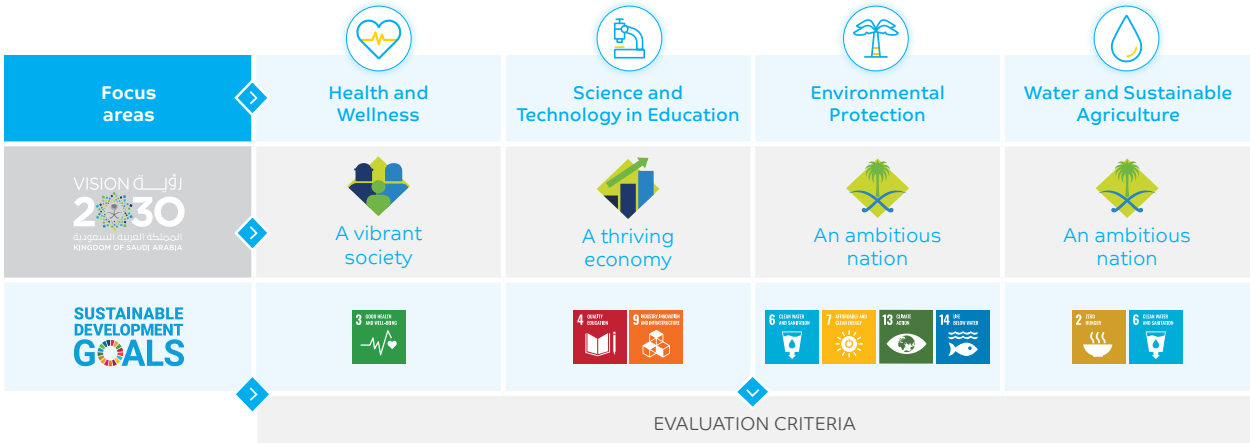 Focus
areas
Health and
Wellness
Science and
Technology in Education
Environmental
Protection
Water and Sustainable
Agriculture
VISION رؤيــة
2030
المملكة العربية السعودية
KINGDOM OF SAUDI ARABIA
A vibrant
society
A thriving
economy
An ambitious
nation
An ambitious
nation
SUSTAINABLE
DEVELOPMENT
GOALS
3 GOOD HEALTH
AND WELL-BEING
4 QUALITY
EDUCATION
9 INDUSTRY, INNOVATION
AND INFRASTRUCTURE
6 CLEAN WATER
AND SANITATION
7 AFFORDABLE AND
CLEAN ENERGY
13 CLIMATE
ACTION
14 LIFE
BELOW WATER
2 ZERO
HUNGER
6 CLEAN WATER
AND SANITATION
EVALUATION CRITERIA